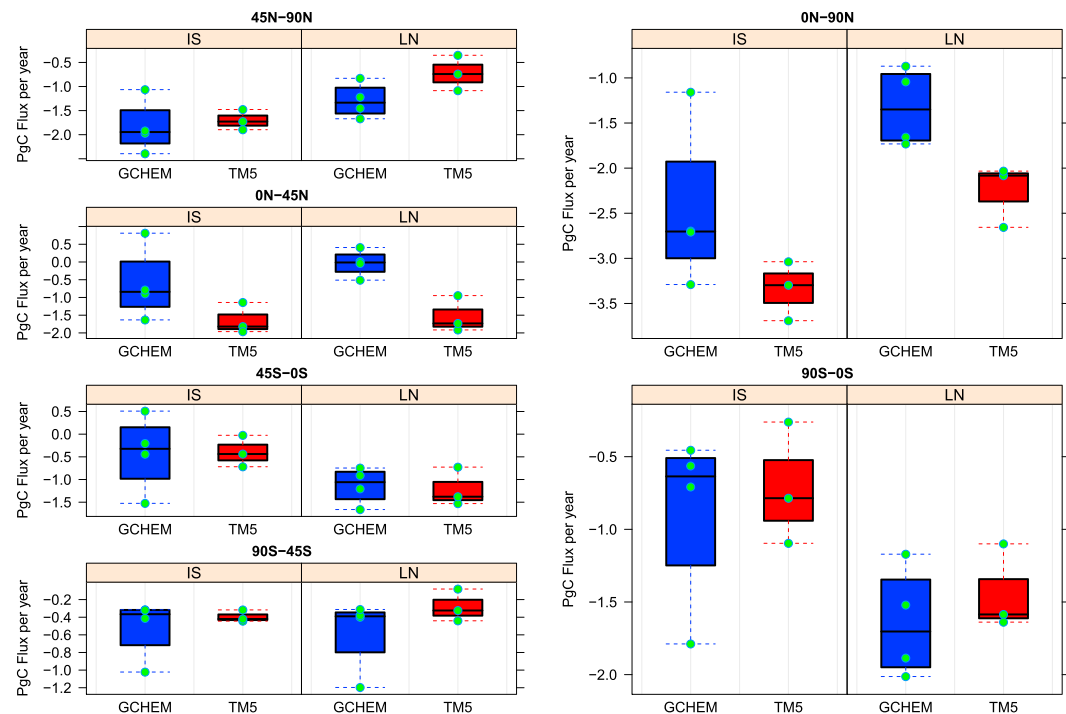 45N−90N
IS LN
PgC Flux per year
−0.5
−1.0
−1.5
−2.0
GCHEM TM5 GCHEM TM5
0N−45N
IS LN
PgC Flux per year
0.5
0.0
−0.5
−1.0
−1.5
−2.0
GCHEM TM5 GCHEM TM5
45S−0S
IS LN
PgC Flux per year
0.5
0.0
−0.5
−1.0
−1.5
GCHEM TM5 GCHEM TM5
90S−45S
IS LN
PgC Flux per year
−0.2
−0.4
−0.6
−0.8
−1.0
−1.2
GCHEM TM5 GCHEM TM5
0N−90N
IS LN
PgC Flux per year
−1.0
−1.5
−2.0
−2.5
−3.0
−3.5
GCHEM TM5 GCHEM TM5
90S−0S
IS LN
PgC Flux per year
−0.5
−1.0
−1.5
−2.0
GCHEM TM5 GCHEM TM5